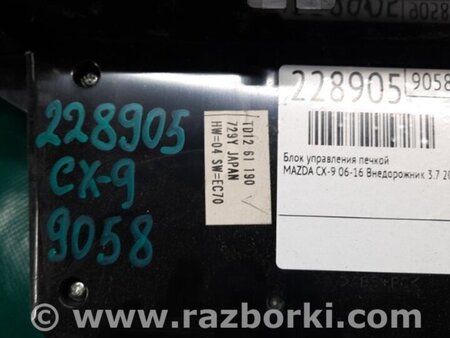 228905
CX-9
9058
TD12 61 190
729Y JAPAN
HW=04 SW=EC70
228905
9058
Блок управления печкой
MAZDA CX-9 06-16 Внедорожник 3.7 20
www.razborki.com